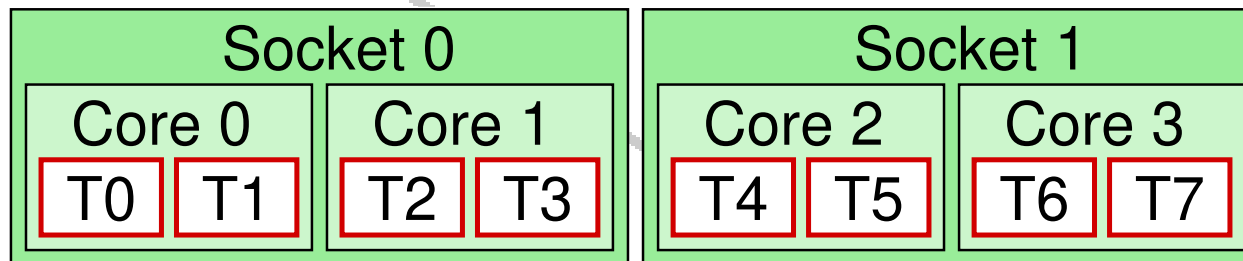 Socket 0
Socket 1
Core 0
Core 1
Core 2
Core 3
T0
T1
T2
T3
T4
T5
T6
T7